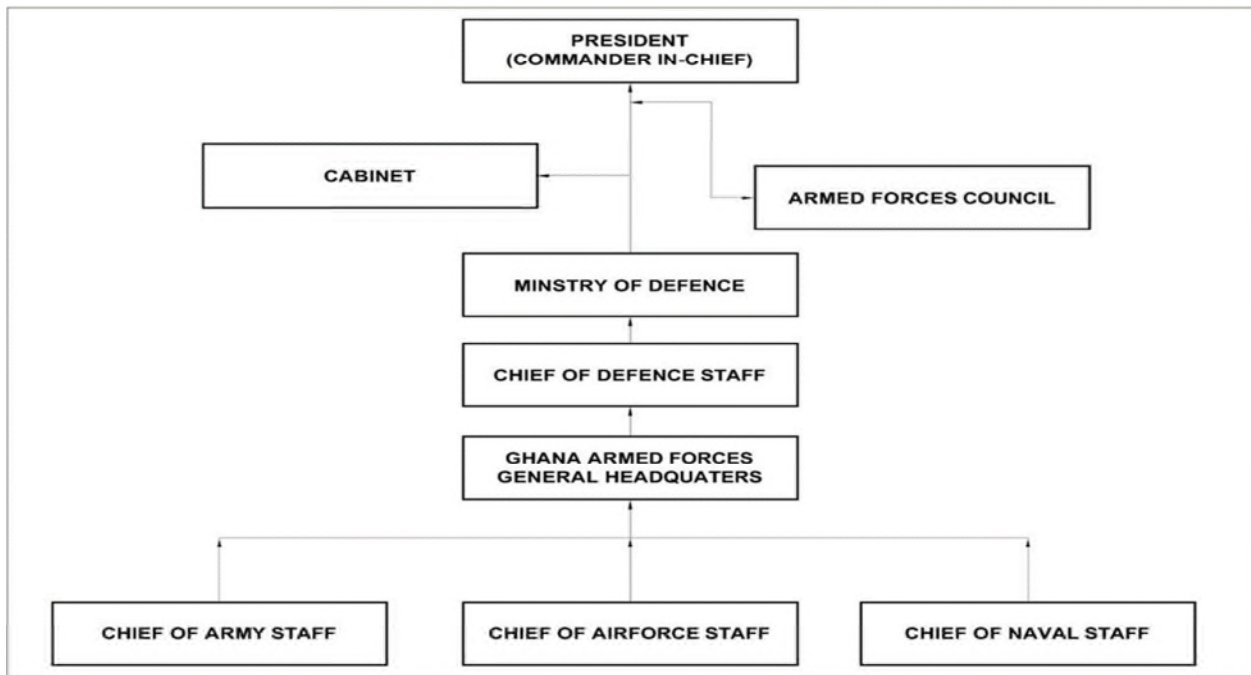 PRESIDENT
(COMMANDER IN-CHIEF)
CABINET
ARMED FORCES COUNCIL
MINSTRY OF DEFENCE
CHIEF OF DEFENCE STAFF
GHANA ARMED FORCES
GENERAL HEADQUATERS
CHIEF OF ARMY STAFF
CHIEF OF AIRFORCE STAFF
CHIEF OF NAVAL STAFF